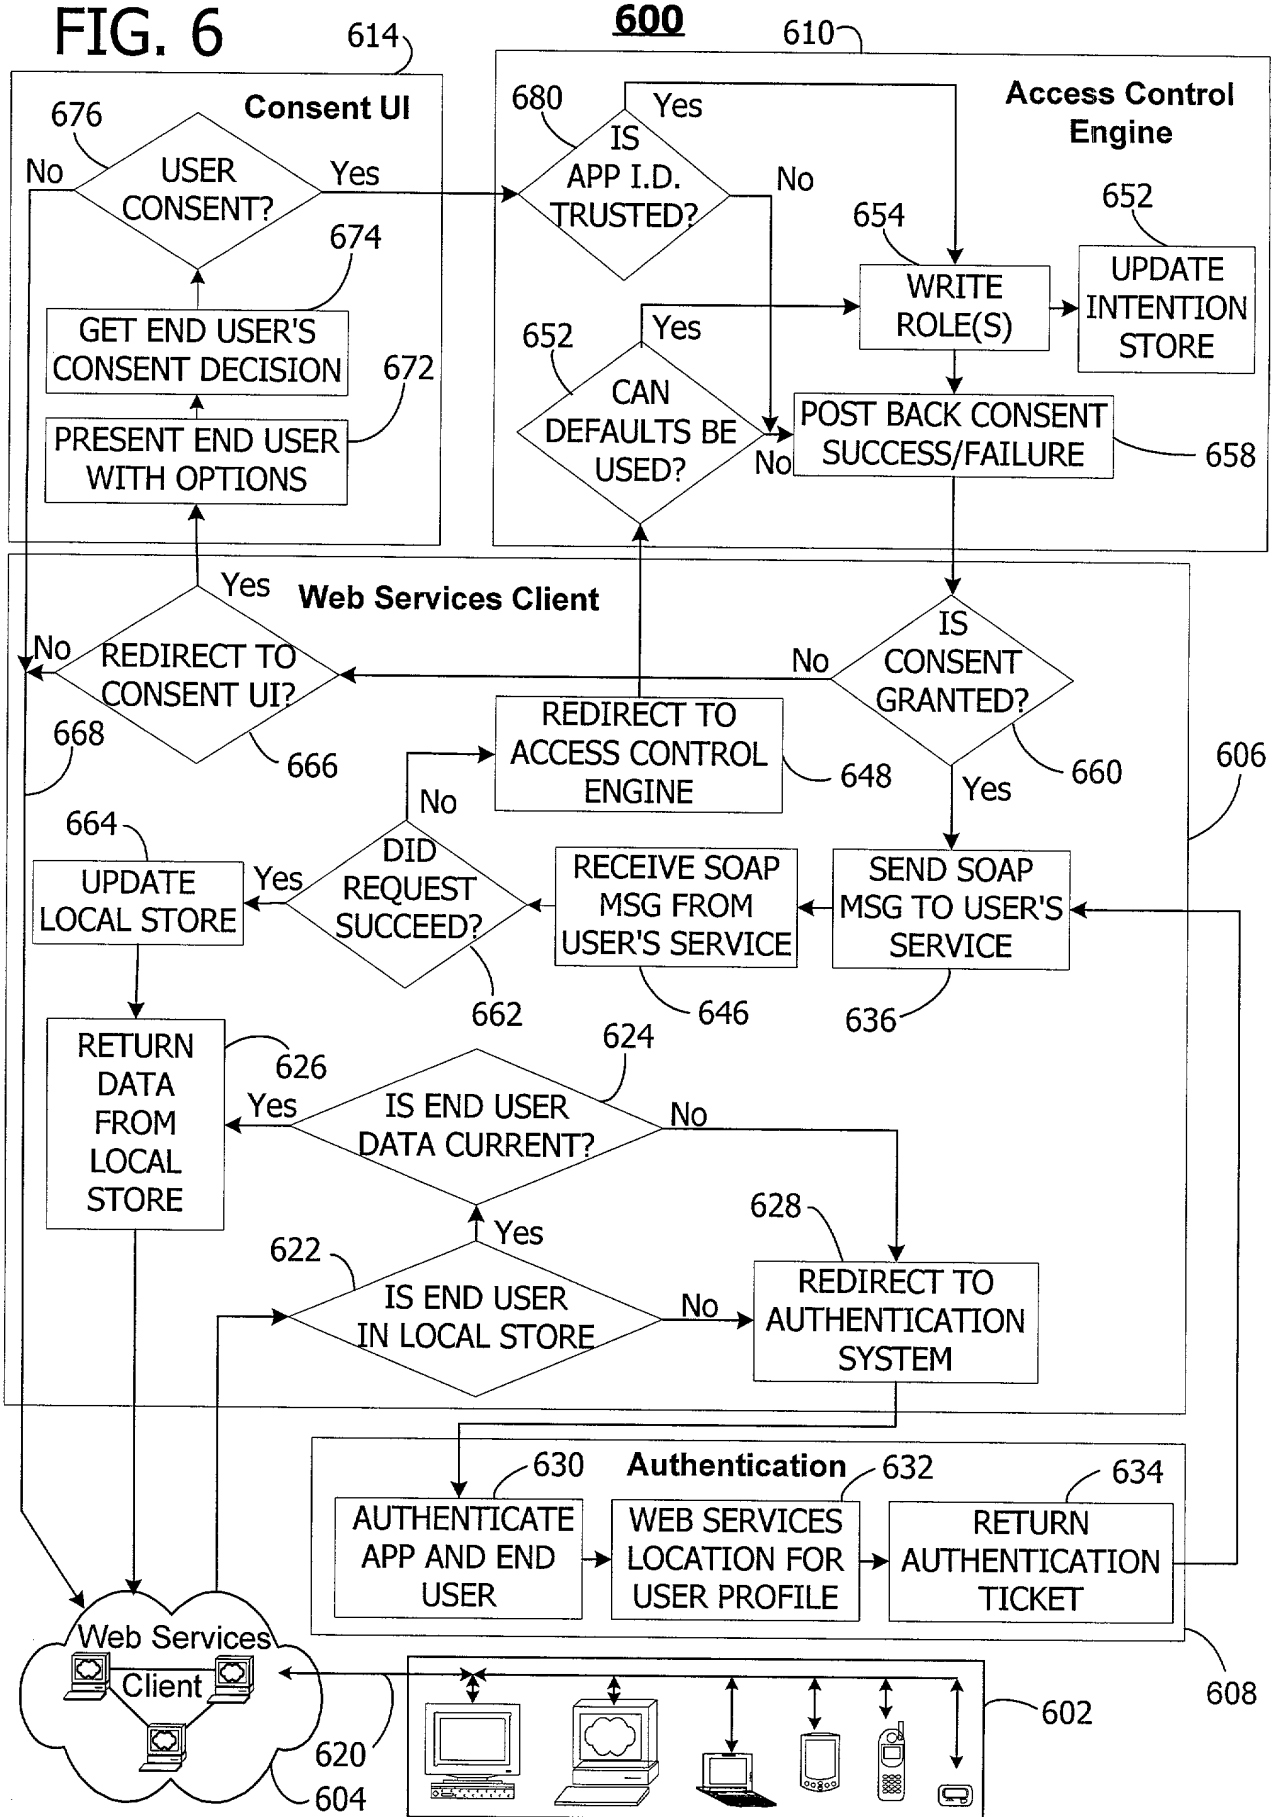 FIG. 6
600
614
610
Consent UI
Access Control
Engine
676
No
USER
CONSENT?
Yes
680
Yes
IS
APP I.D.
TRUSTED?
No
674
GET END USER'S
CONSENT DECISION
672
PRESENT END USER
WITH OPTIONS
654
WRITE
ROLE(S)
652
UPDATE
INTENTION
STORE
652
Yes
CAN
DEFAULTS BE
USED?
No
POST BACK CONSENT
SUCCESS/FAILURE
658
Yes
Web Services Client
No
REDIRECT TO
CONSENT UI?
668
666
No
IS
CONSENT
GRANTED?
660
Yes
606
REDIRECT TO
ACCESS CONTROL
ENGINE
648
No
664
UPDATE
LOCAL STORE
Yes
DID
REQUEST
SUCCEED?
662
RECEIVE SOAP
MSG FROM
USER'S SERVICE
646
SEND SOAP
MSG TO USER'S
SERVICE
636
RETURN
DATA
FROM
LOCAL
STORE
626
Yes
624
IS END USER
DATA CURRENT?
No
622
Yes
IS END USER
IN LOCAL STORE
No
628
REDIRECT TO
AUTHENTICATION
SYSTEM
630
Authentication
632
634
AUTHENTICATE
APP AND END
USER
WEB SERVICES
LOCATION FOR
USER PROFILE
RETURN
AUTHENTICATION
TICKET
608
Web Services
Client
620
604
602